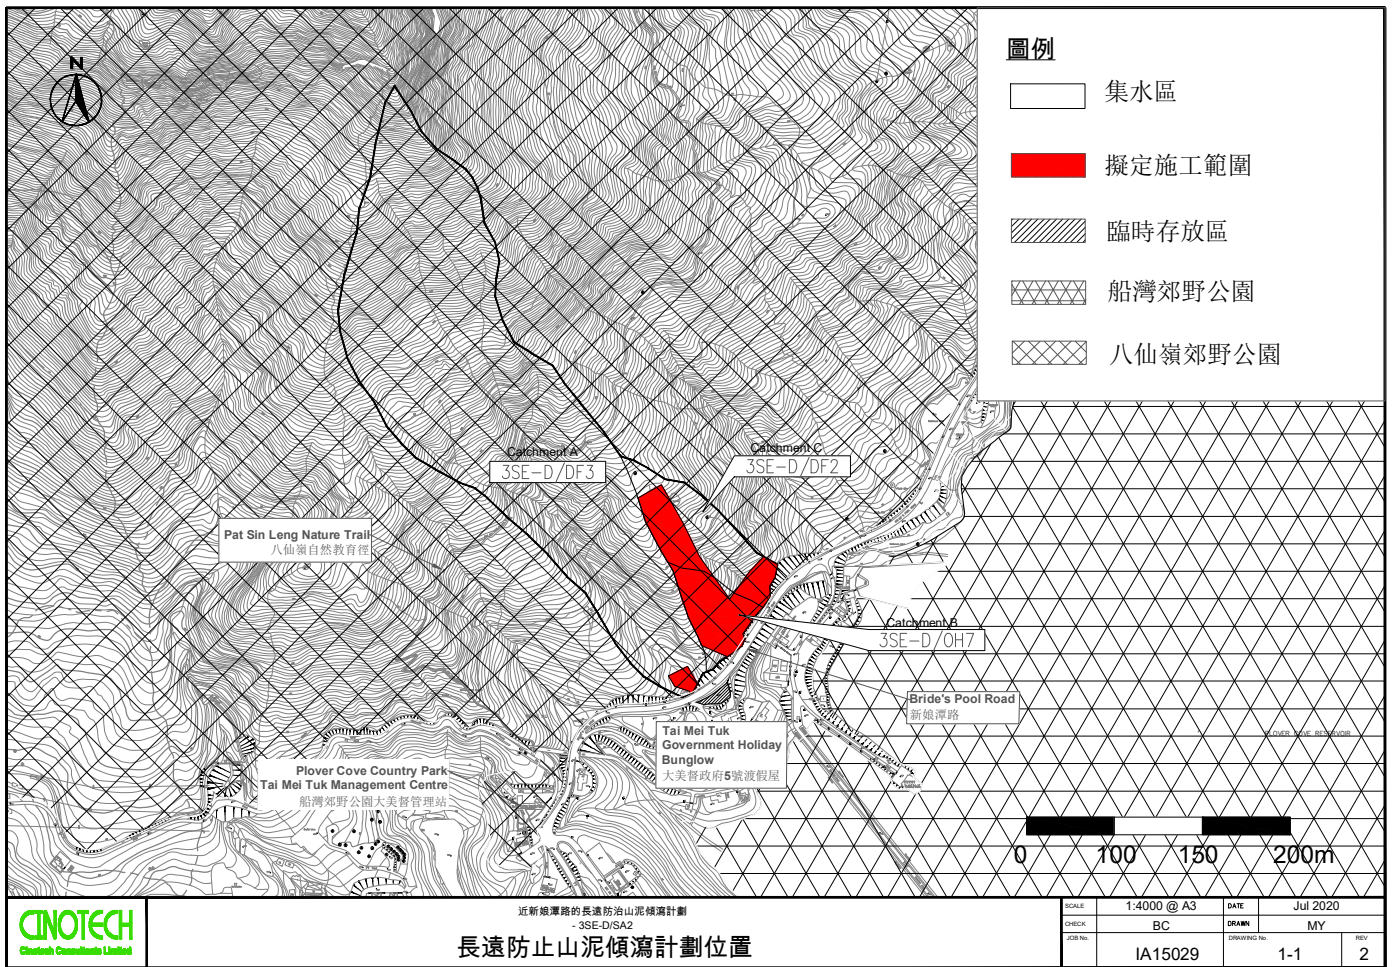 N
圖例
集水區
擬定施工範圍
臨時存放區
船灣郊野公園
八仙嶺郊野公園
Catchment A
3SE-D/DF3
Catchment C
3SE-D/DF2
Pat Sin Leng Nature Trail
八仙嶺自然教育徑
Catchment B
3SE-D/OH7
Bride's Pool Road
新娘潭路
Tai Mei Tuk
Government Holiday
Bunglow
大美督政府5號渡假屋
PLOVER COVE RESERVOIR
Plover Cove Country Park
Tai Mei Tuk Management Centre
船灣郊野公園大美督管理站
0 100 150 200m
CINOTECH
Cinotech Consultants Limited
近新娘潭路的長遠防治山泥傾瀉計劃
- 3SE-D/SA2
長遠防止山泥傾瀉計劃位置
SCALE 1:4000 @ A3 DATE Jul 2020
CHECK BC DRAWN MY
JOB No. IA15029 DRAWING No. 1-1 REV 2